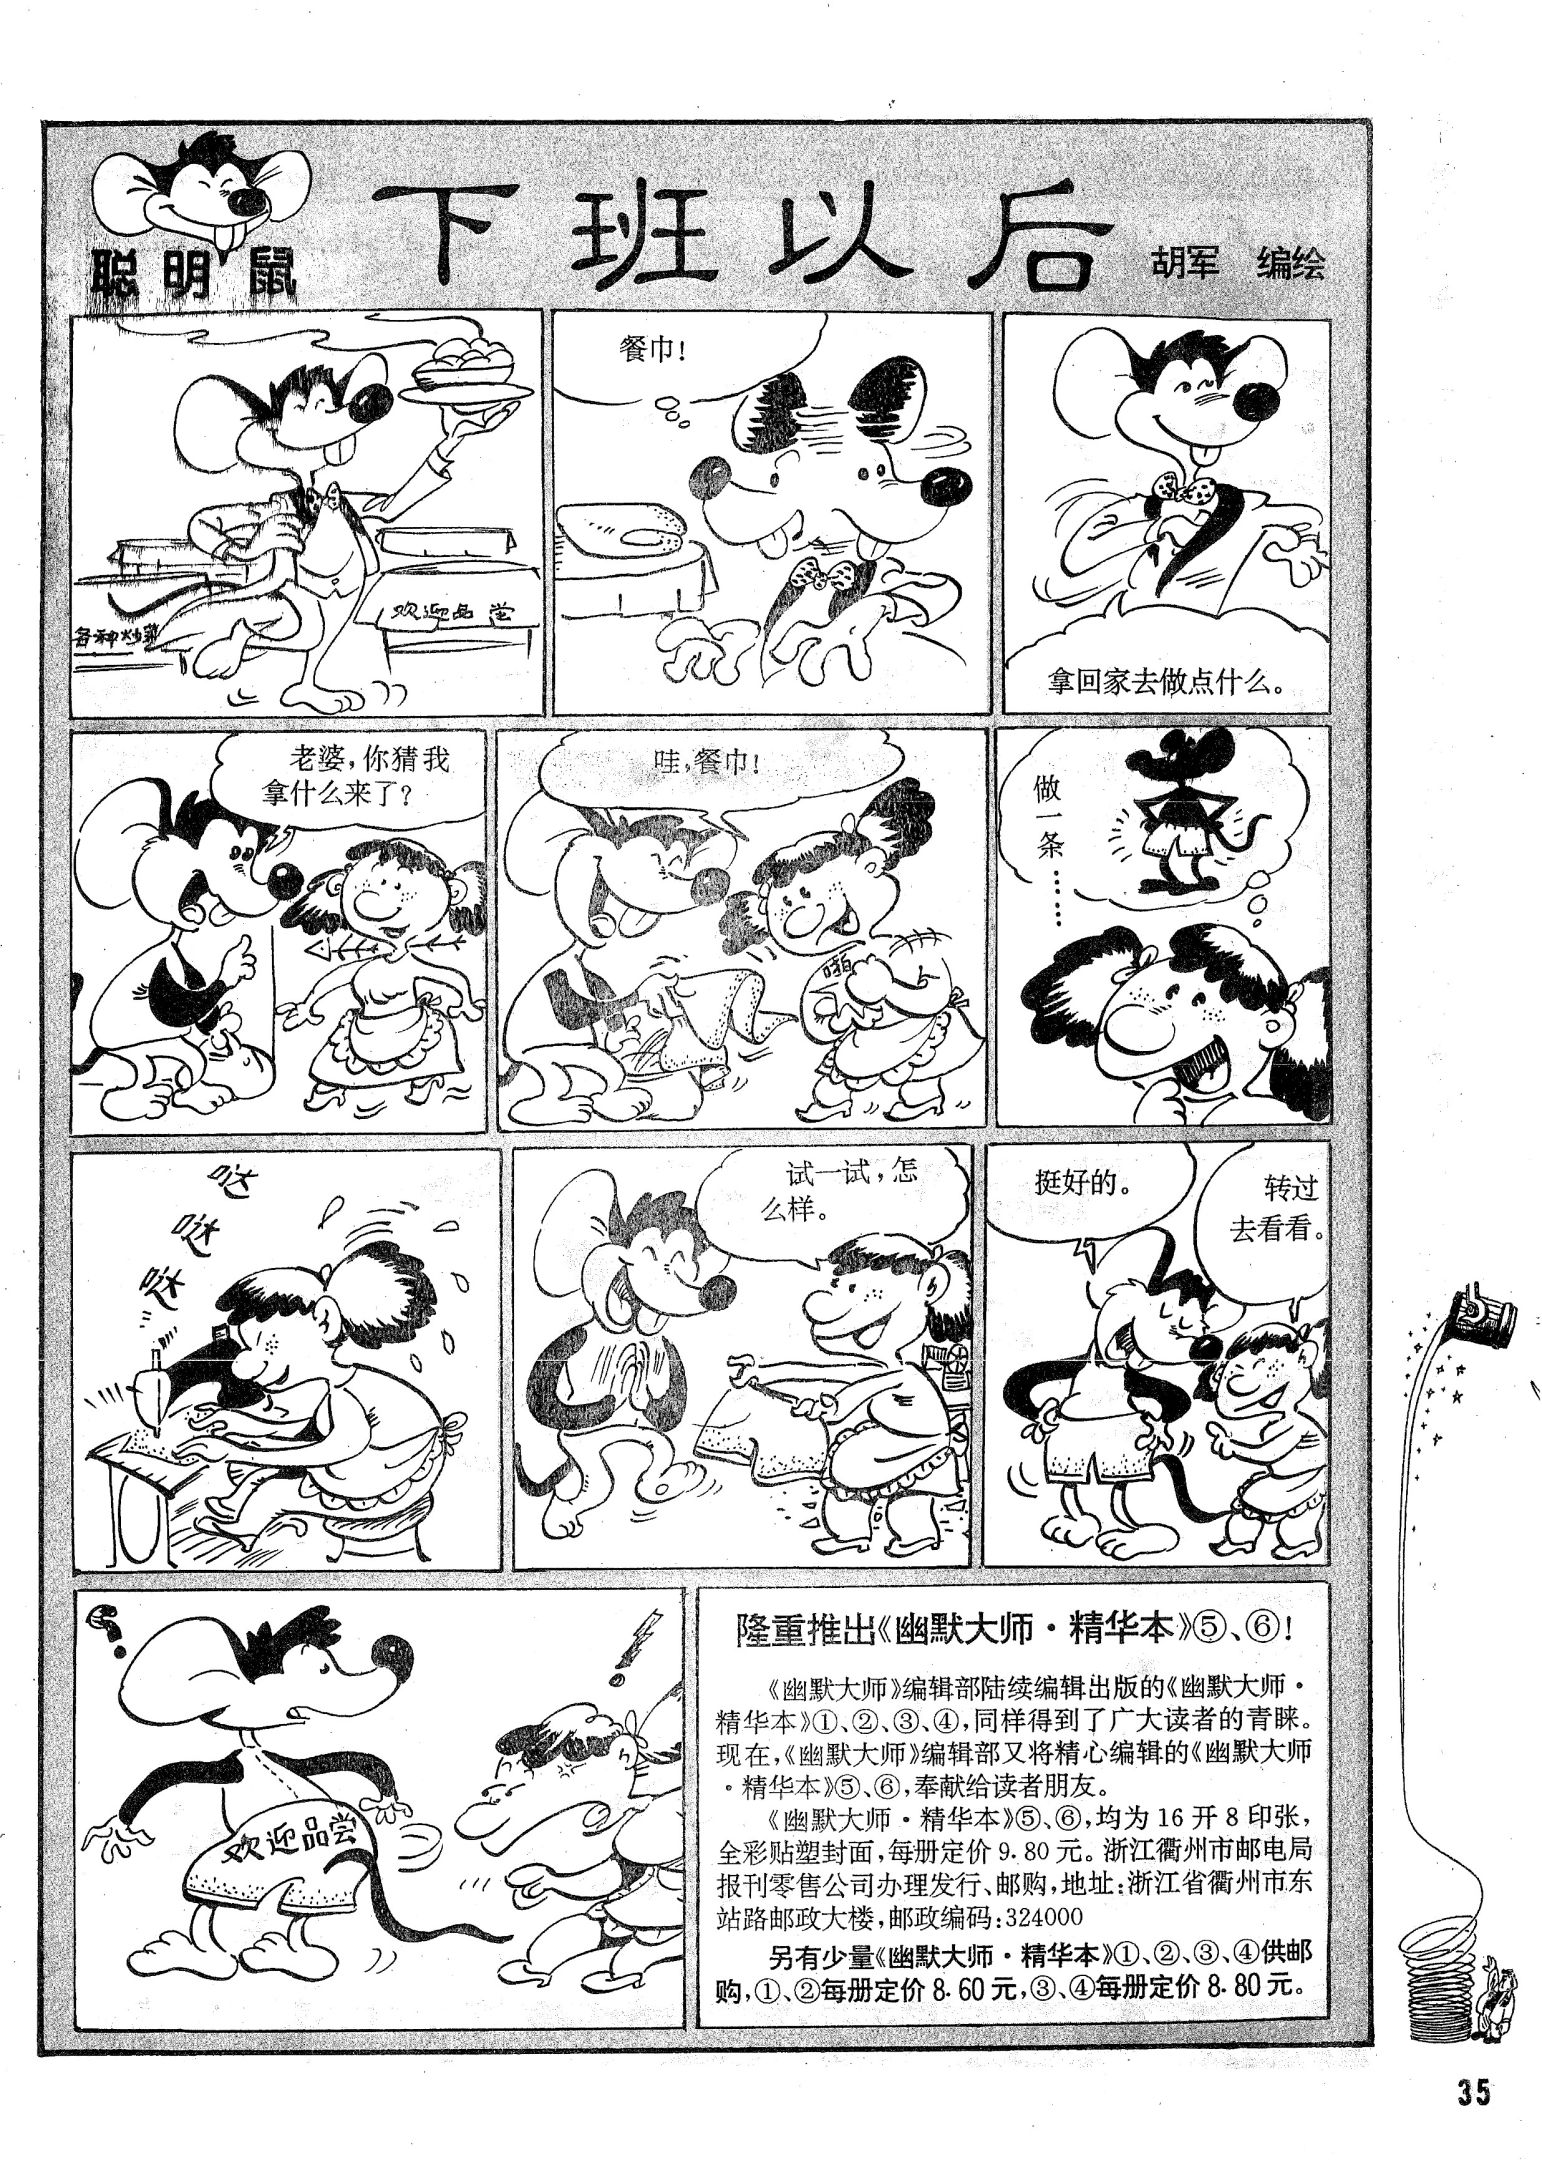 聪明鼠
下班以后
胡军 编绘
各种炒
欢迎品尝
餐巾!
拿回家去做点什么。
老婆,你猜我
拿什么来了?
哇,餐巾!
啪
做一条……
哒
哒
哒
试一试,怎
么样。
挺好的。
转过
去看看。
欢迎品尝
隆重推出《幽默大师·精华本》⑤、⑥!
《幽默大师》编辑部陆续编辑出版的《幽默大师·
精华本》①、②、③、④,同样得到了广大读者的青睐。
现在,《幽默大师》编辑部又将精心编辑的《幽默大师
·精华本》⑤、⑥,奉献给读者朋友。
《幽默大师·精华本》⑤、⑥,均为16开8印张,
全彩贴塑封面,每册定价9.80元。浙江衢州市邮电局
报刊零售公司办理发行、邮购,地址:浙江省衢州市东
站路邮政大楼,邮政编码:324000
另有少量《幽默大师·精华本》①、②、③、④供邮
购,①、②每册定价8.60元,③、④每册定价8.80元。
35